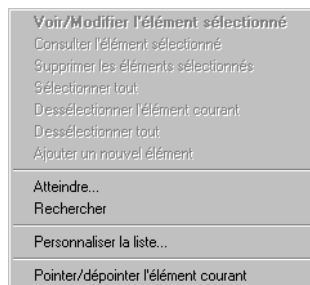 Voir/Modifier l'élément sélectionné
Consulter l'élément sélectionné
Supprimer les éléments sélectionnés
Sélectionner tout
Dessélectionner l'élément courant
Dessélectionner tout
Ajouter un nouvel élément
Atteindre...
Rechercher
Personnaliser la liste...
Pointer/dépointer l'élément courant